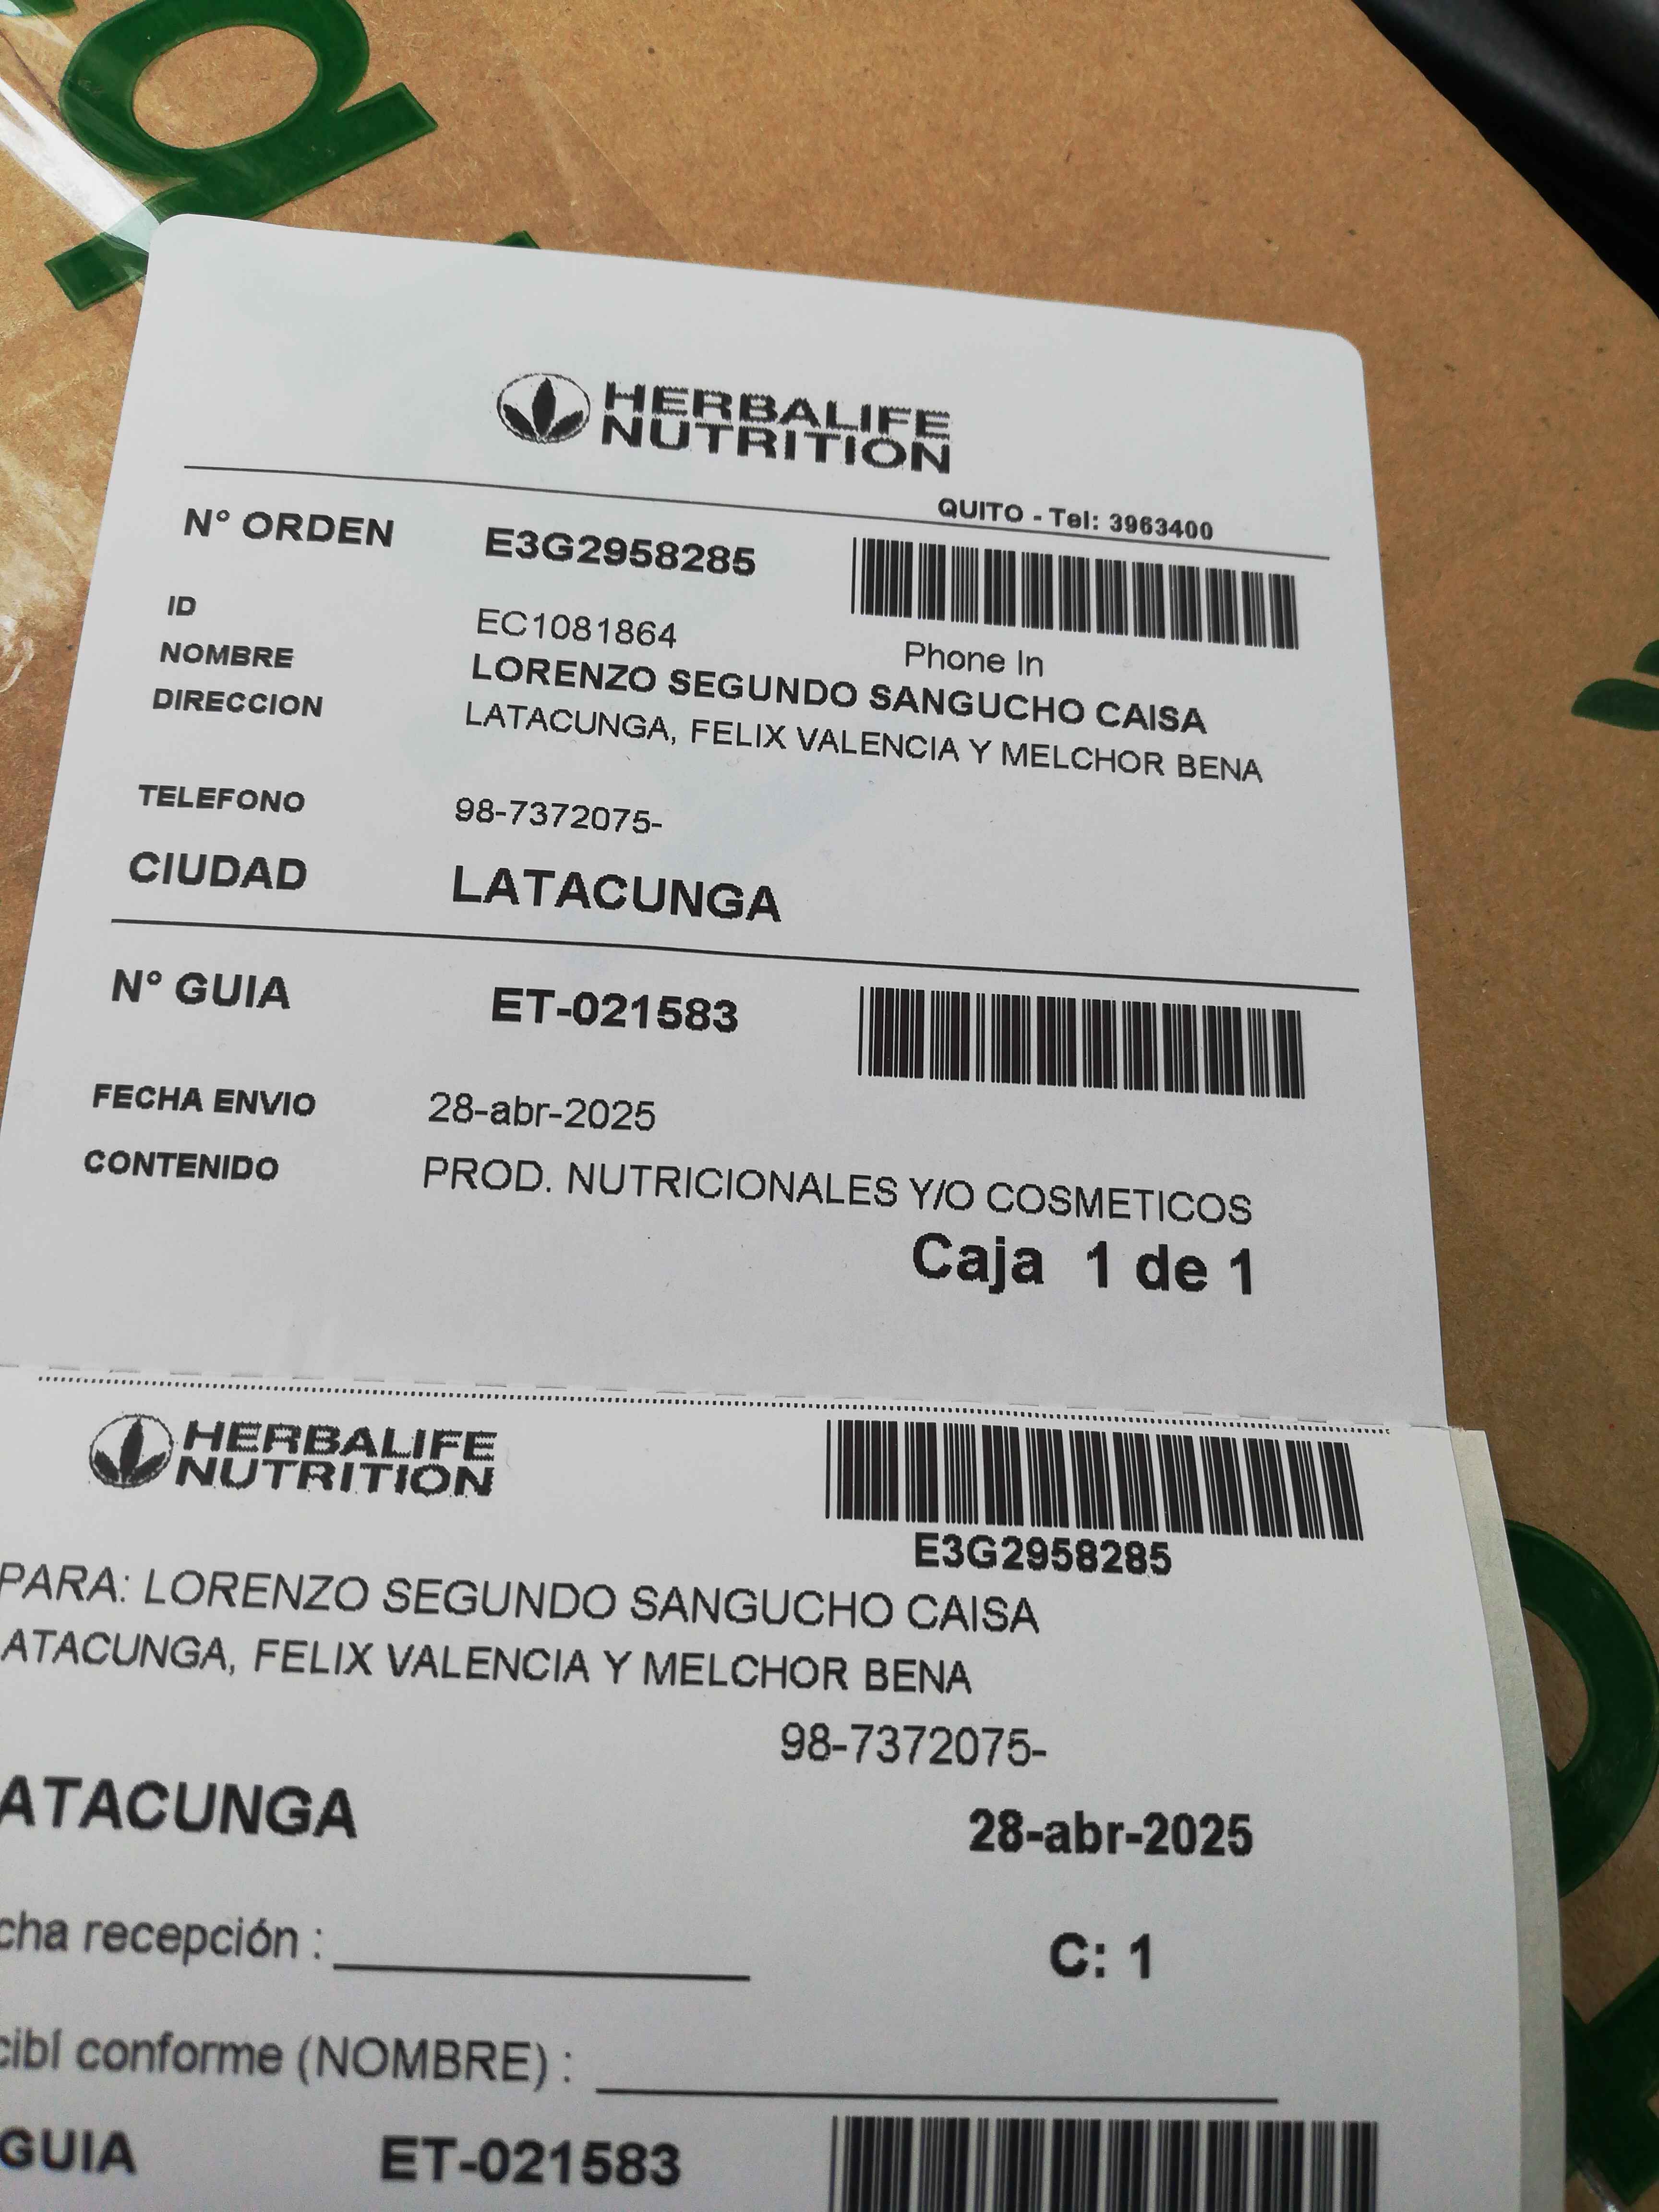 HERBALIFE
NUTRITION
QUITO - Tel: 3963400
N° ORDEN E3G2958285
ID EC1081864 Phone In
NOMBRE LORENZO SEGUNDO SANGUCHO CAISA
DIRECCION LATACUNGA, FELIX VALENCIA Y MELCHOR BENA
TELEFONO 98-7372075-
CIUDAD LATACUNGA
N° GUIA ET-021583
FECHA ENVIO 28-abr-2025
CONTENIDO PROD. NUTRICIONALES Y/O COSMETICOS
Caja 1 de 1
HERBALIFE
NUTRITION
E3G2958285
PARA: LORENZO SEGUNDO SANGUCHO CAISA
ATACUNGA, FELIX VALENCIA Y MELCHOR BENA
98-7372075-
ATACUNGA
28-abr-2025
cha recepción :
C: 1
cibí conforme (NOMBRE) :
GUIA ET-021583